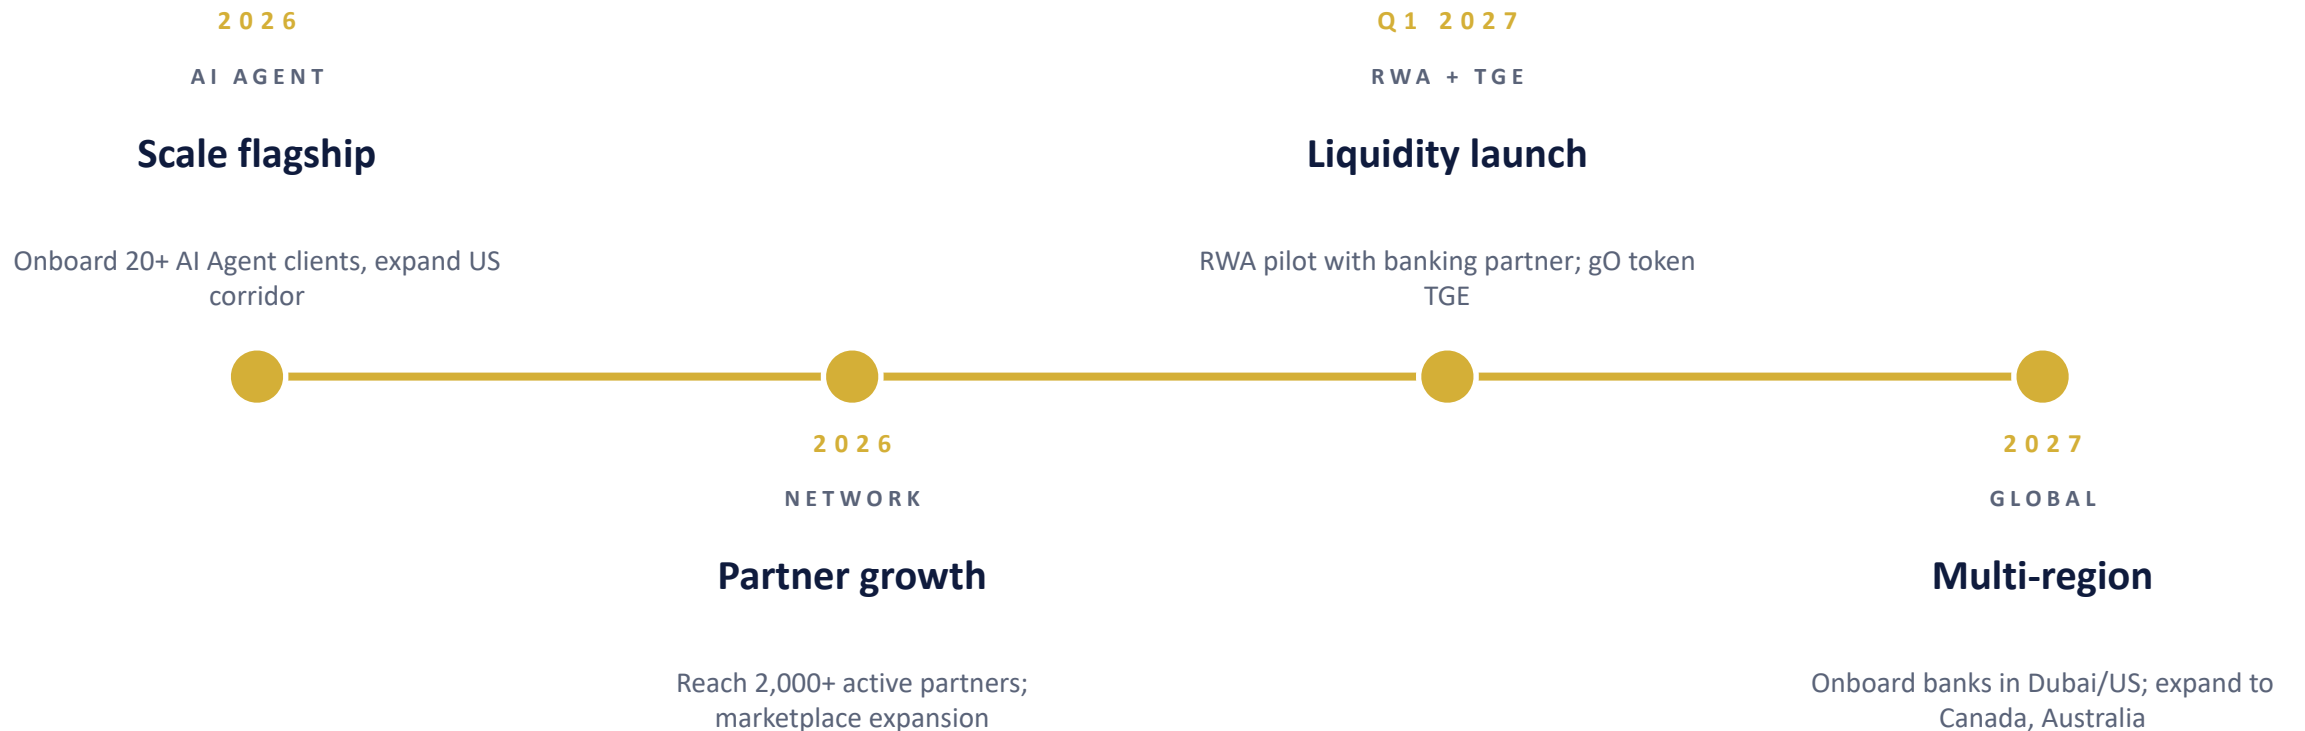 2026
AI AGENT
Scale flagship
Onboard 20+ AI Agent clients, expand US
corridor
2026
NETWORK
Partner growth
Reach 2,000+ active partners;
marketplace expansion
Q1 2027
RWA + TGE
Liquidity launch
RWA pilot with banking partner; gO token
TGE
2027
GLOBAL
Multi-region
Onboard banks in Dubai/US; expand to
Canada, Australia